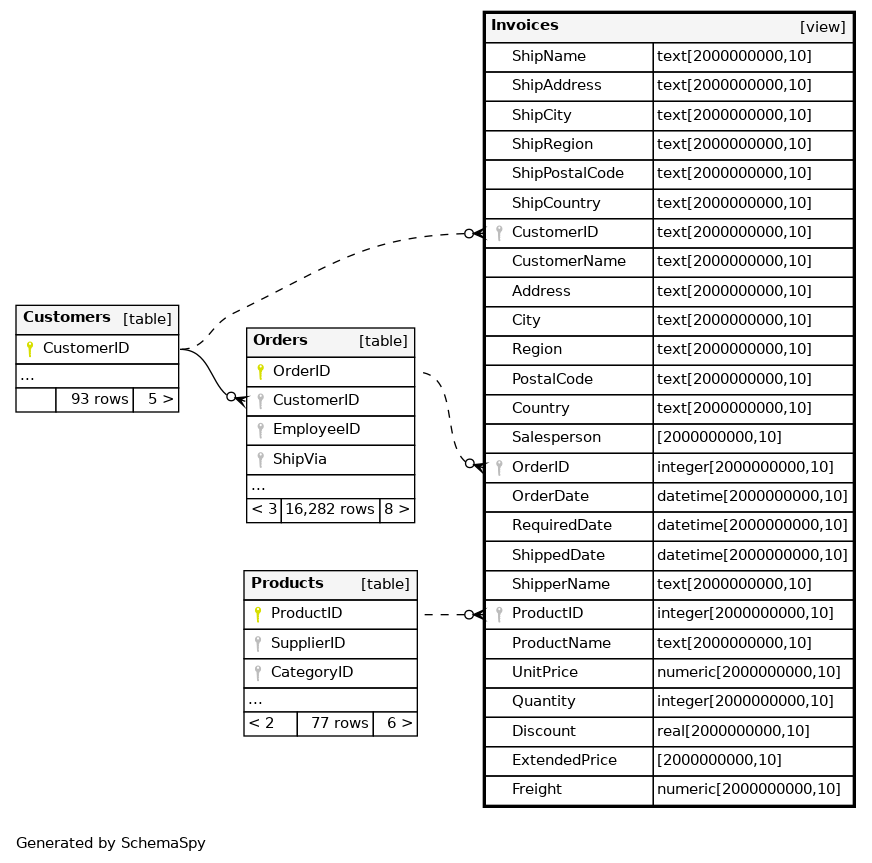 Invoices [view]
ShipName text[2000000000,10]
ShipAddress text[2000000000,10]
ShipCity text[2000000000,10]
ShipRegion text[2000000000,10]
ShipPostalCode text[2000000000,10]
ShipCountry text[2000000000,10]
CustomerID text[2000000000,10]
CustomerName text[2000000000,10]
Address text[2000000000,10]
City text[2000000000,10]
Region text[2000000000,10]
PostalCode text[2000000000,10]
Country text[2000000000,10]
Salesperson [2000000000,10]
OrderID integer[2000000000,10]
OrderDate datetime[2000000000,10]
RequiredDate datetime[2000000000,10]
ShippedDate datetime[2000000000,10]
ShipperName text[2000000000,10]
ProductID integer[2000000000,10]
ProductName text[2000000000,10]
UnitPrice numeric[2000000000,10]
Quantity integer[2000000000,10]
Discount real[2000000000,10]
ExtendedPrice [2000000000,10]
Freight numeric[2000000000,10]
Customers [table]
CustomerID
...
93 rows 5 >
Orders [table]
OrderID
CustomerID
EmployeeID
ShipVia
...
< 3 16,282 rows 8 >
Products [table]
ProductID
SupplierID
CategoryID
...
< 2 77 rows 6 >
Generated by SchemaSpy